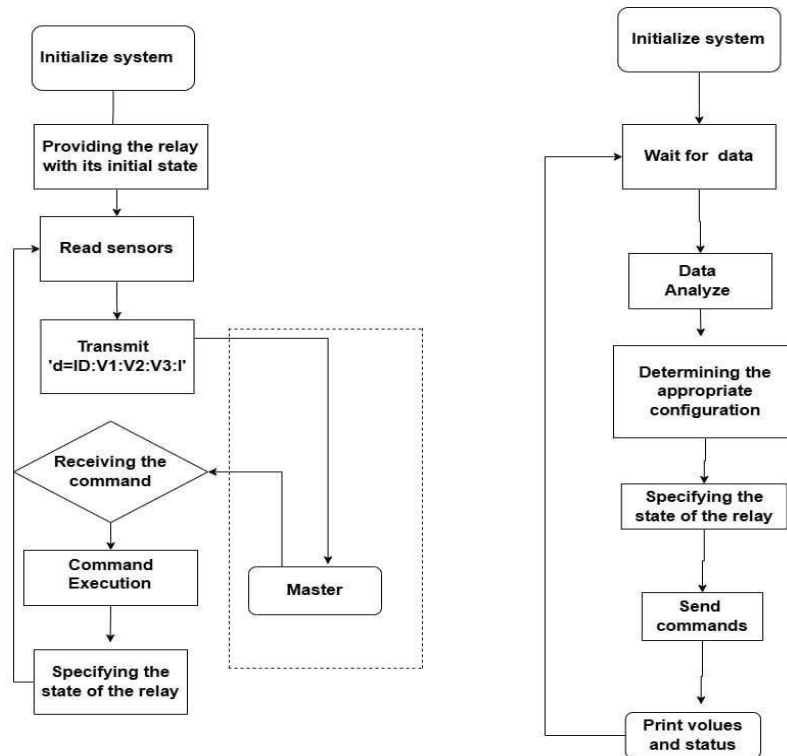 Initialize system
Providing the relay
with its initial state
Read sensors
Transmit
'd=ID:V1:V2:V3:I'
Receiving the
command
Command
Execution
Master
Specifying the
state of the relay
Initialize system
Wait for data
Data
Analyze
Determining the
appropriate
configuration
Specifying the
state of the relay
Send
commands
Print volues
and status